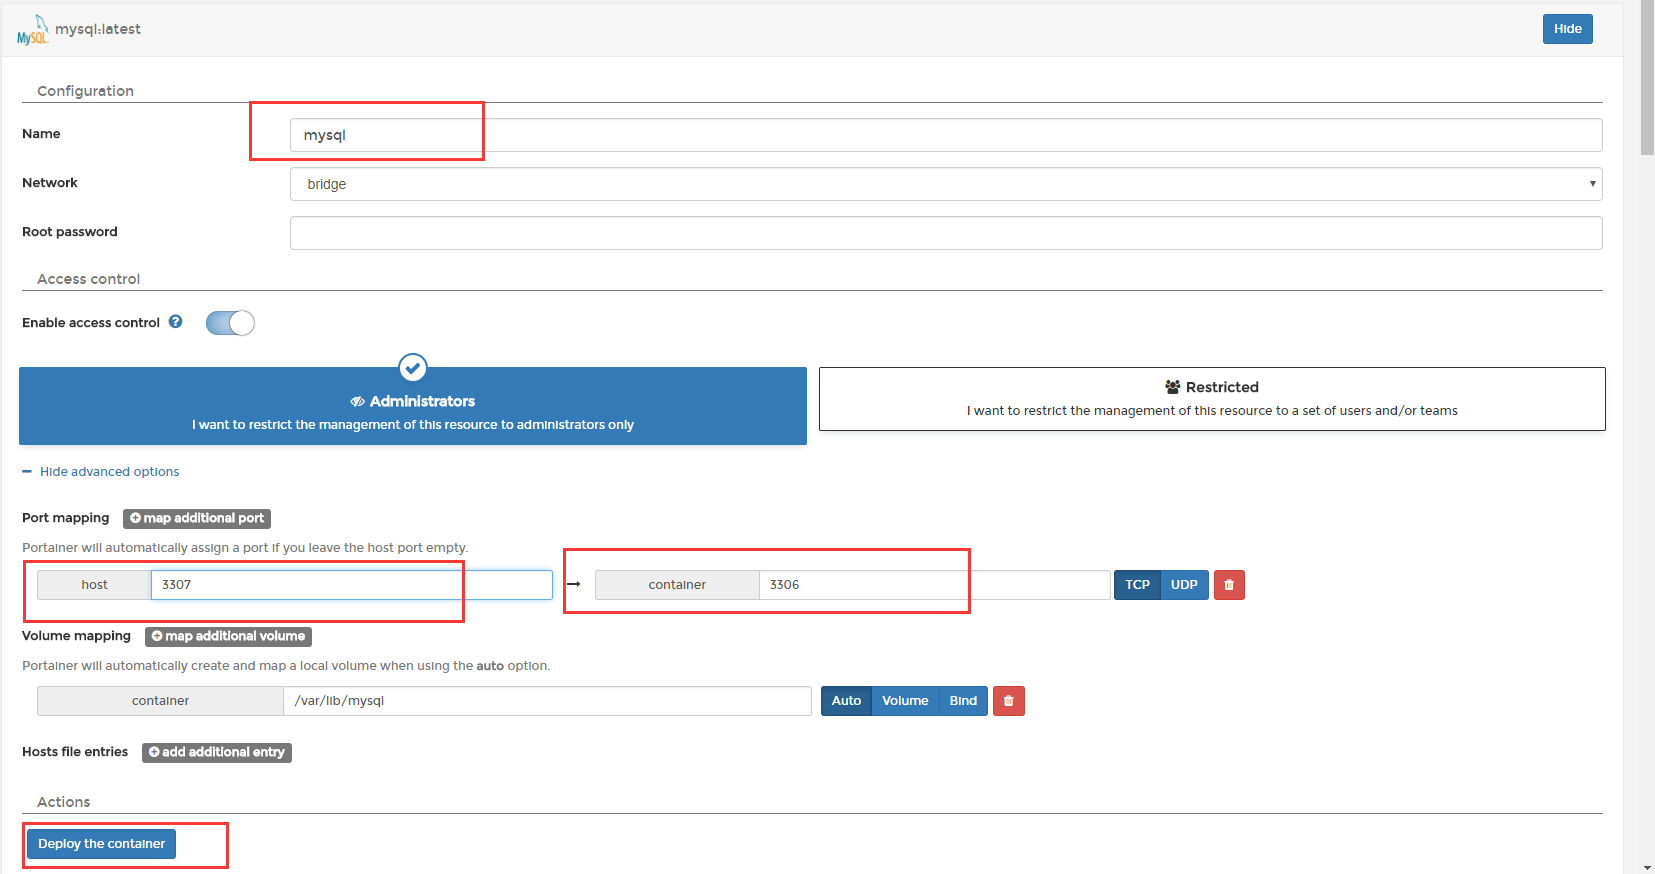 MySQL. mysql:latest Hide
Configuration
Name mysql
Network bridge
Root password
Access control
Enable access control ?
Administrators
I want to restrict the management of this resource to administrators only
Restricted
I want to restrict the management of this resource to a set of users and/or teams
Hide advanced options
Port mapping map additional port
Portainer will automatically assign a port if you leave the host port empty.
host 3307 → container 3306 TCP UDP
Volume mapping map additional volume
Portainer will automatically create and map a local volume when using the auto option.
container /var/lib/mysql Auto Volume Bind
Hosts file entries add additional entry
Actions
Deploy the container